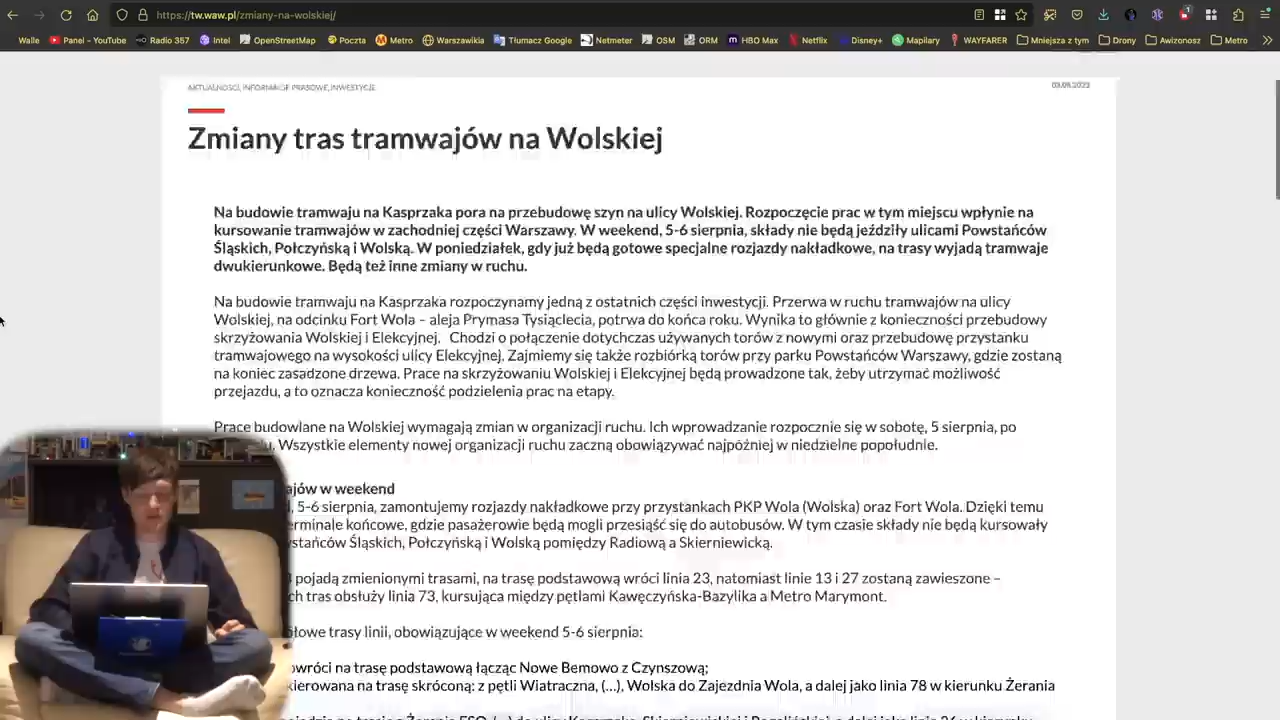 https://tw.waw.pl/zmiany-na-wolskiej/
Walle Panel - YouTube Radio 357 Intel OpenStreetMap Poczta Metro Warszawikia Tłumacz Google Netmeter OSM ORM HBO Max Netflix Disney+ Mapilary WAYFARER Mniejsza z tym Drony Awizonosz Metro
AKTUALNOŚCI, INFORMACJE PRASOWE, INWESTYCJE
Zmiany tras tramwajów na Wolskiej
Na budowie tramwaju na Kasprzaka pora na przebudowę szyn na ulicy Wolskiej. Rozpoczęcie prac w tym miejscu wpłynie na
kursowanie tramwajów w zachodniej części Warszawy. W weekend, 5-6 sierpnia, składy nie będą jeździły ulicami Powstańców
Śląskich, Połczyńską i Wolską. W poniedziałek, gdy już będą gotowe specjalne rozjazdy nakładkowe, na trasy wyjadą tramwaje
dwukierunkowe. Będą też inne zmiany w ruchu.
Na budowie tramwaju na Kasprzaka rozpoczynamy jedną z ostatnich części inwestycji. Przerwa w ruchu tramwajów na ulicy
Wolskiej, na odcinku Fort Wola – aleja Prymasa Tysiąclecia, potrwa do końca roku. Wynika to głównie z konieczności przebudowy
skrzyżowania Wolskiej i Elekcyjnej. Chodzi o połączenie dotychczas używanych torów z nowymi oraz przebudowę przystanku
tramwajowego na wysokości ulicy Elekcyjnej. Zajmiemy się także rozbiórką torów przy parku Powstańców Warszawy, gdzie zostaną
na koniec zasadzone drzewa. Prace na skrzyżowaniu Wolskiej i Elekcyjnej będą prowadzone tak, żeby utrzymać możliwość
przejazdu, a to oznacza konieczność podzielenia prac na etapy.
Prace budowlane na Wolskiej wymagają zmian w organizacji ruchu. Ich wprowadzanie rozpocznie się w sobotę, 5 sierpnia, po
Wszystkie elementy nowej organizacji ruchu zaczną obowiązywać najpóźniej w niedzielne popołudnie.
w weekend
5-6 sierpnia, zamontujemy rozjazdy nakładkowe przy przystankach PKP Wola (Wolska) oraz Fort Wola. Dzięki temu
końcowe, gdzie pasażerowie będą mogli przesiąść się do autobusów. W tym czasie składy nie będą kursowały
Śląskich, Połczyńską i Wolską pomiędzy Radiową a Skierniewicką.
pojadą zmienionymi trasami, na trasę podstawową wróci linia 23, natomiast linie 13 i 27 zostaną zawieszone –
tras obsłuży linia 73, kursująca między pętlami Kawęczyńska-Bazylika a Metro Marymont.
trasy linii, obowiązujące w weekend 5-6 sierpnia:
na trasę podstawową łącząc Nowe Bemowo z Czynszową;
na trasę skróconą: z pętli Wiatraczna, (...), Wolska do Zajezdnia Wola, a dalej jako linia 78 w kierunku Żerania